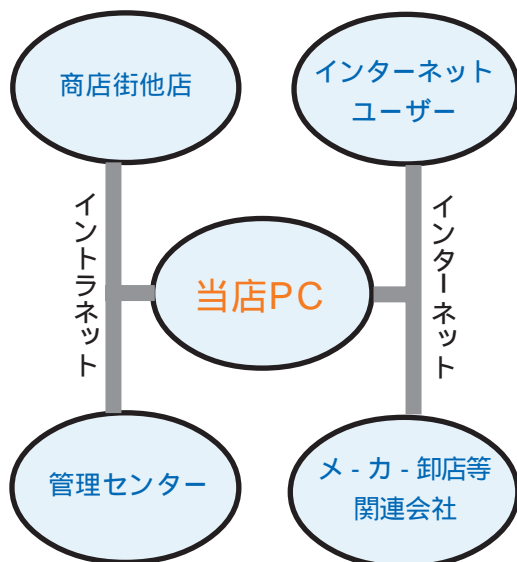 商店街他店
インターネット
ユーザー
イントラネット
インターネット
当店PC
管理センター
メ-カ-卸店等
関連会社